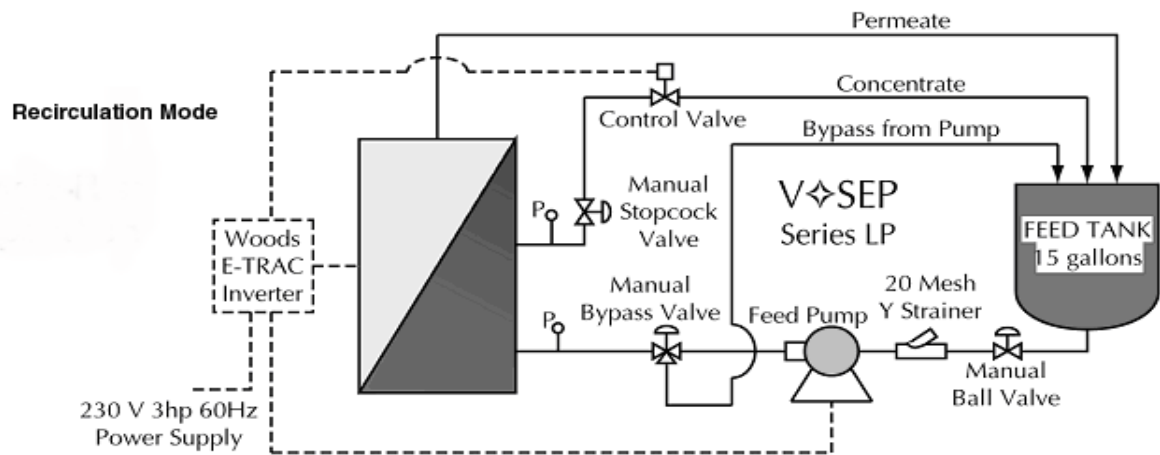 Permeate
Recirculation Mode
Control Valve
Concentrate
Bypass from Pump
P
Manual
Stopcock
Valve
V✧SEP
Series LP
FEED TANK
15 gallons
Woods
E-TRAC
Inverter
P
Manual
Bypass Valve
Feed Pump
20 Mesh
Y Strainer
Manual
Ball Valve
230 V 3hp 60Hz
Power Supply